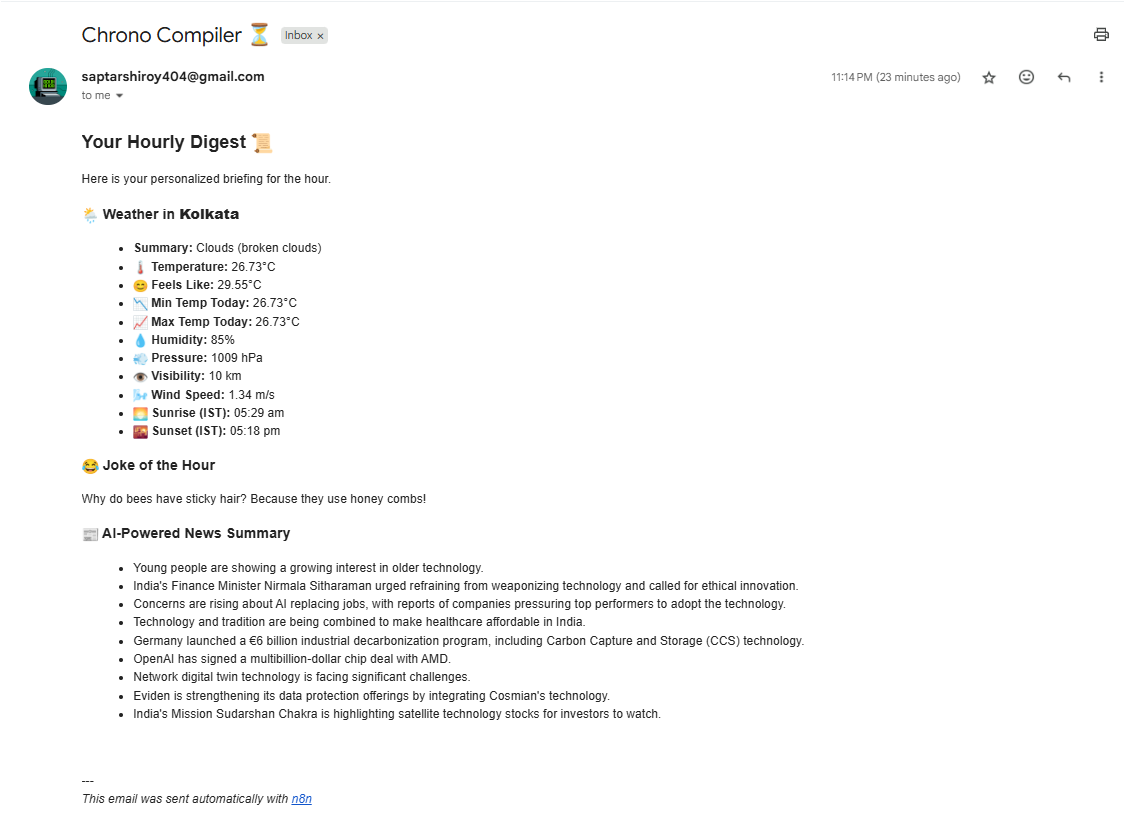 Chrono Compiler ⏳ Inbox ×
saptarshiroy404@gmail.com 11:14 PM (23 minutes ago)
to me
Your Hourly Digest 📜
Here is your personalized briefing for the hour.
🌦️ Weather in Kolkata
• Summary: Clouds (broken clouds)
• 🌡️ Temperature: 26.73°C
• 😊 Feels Like: 29.55°C
• 📉 Min Temp Today: 26.73°C
• 📈 Max Temp Today: 26.73°C
• 💧 Humidity: 85%
• 💨 Pressure: 1009 hPa
• 👁️ Visibility: 10 km
• 🌬️ Wind Speed: 1.34 m/s
• 🌅 Sunrise (IST): 05:29 am
• 🌇 Sunset (IST): 05:18 pm
😂 Joke of the Hour
Why do bees have sticky hair? Because they use honey combs!
📰 AI-Powered News Summary
• Young people are showing a growing interest in older technology.
• India's Finance Minister Nirmala Sitharaman urged refraining from weaponizing technology and called for ethical innovation.
• Concerns are rising about AI replacing jobs, with reports of companies pressuring top performers to adopt the technology.
• Technology and tradition are being combined to make healthcare affordable in India.
• Germany launched a €6 billion industrial decarbonization program, including Carbon Capture and Storage (CCS) technology.
• OpenAI has signed a multibillion-dollar chip deal with AMD.
• Network digital twin technology is facing significant challenges.
• Eviden is strengthening its data protection offerings by integrating Cosmian's technology.
• India's Mission Sudarshan Chakra is highlighting satellite technology stocks for investors to watch.
---
This email was sent automatically with n8n